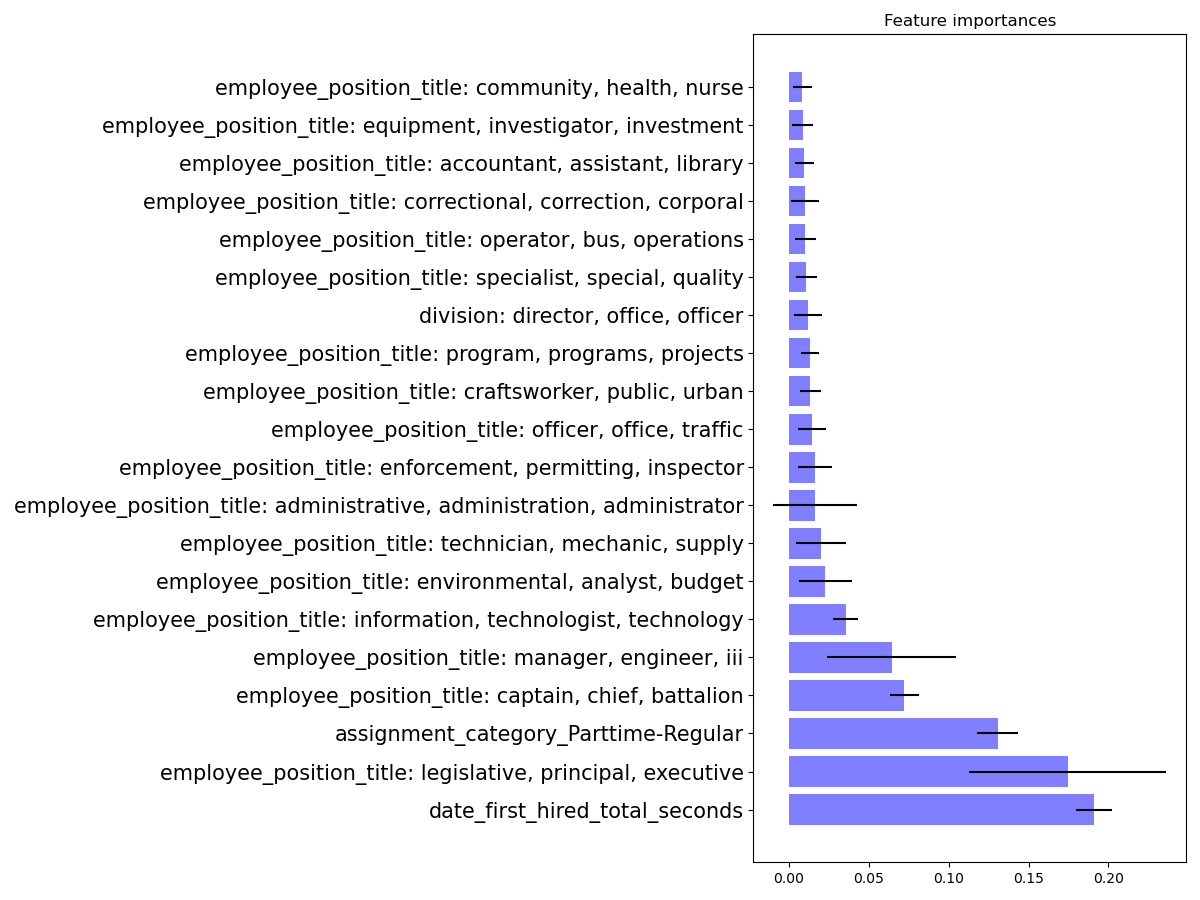 Feature importances
employee_position_title: community, health, nurse
employee_position_title: equipment, investigator, investment
employee_position_title: accountant, assistant, library
employee_position_title: correctional, correction, corporal
employee_position_title: operator, bus, operations
employee_position_title: specialist, special, quality
division: director, office, officer
employee_position_title: program, programs, projects
employee_position_title: craftsworker, public, urban
employee_position_title: officer, office, traffic
employee_position_title: enforcement, permitting, inspector
employee_position_title: administrative, administration, administrator
employee_position_title: technician, mechanic, supply
employee_position_title: environmental, analyst, budget
employee_position_title: information, technologist, technology
employee_position_title: manager, engineer, iii
employee_position_title: captain, chief, battalion
assignment_category_Parttime-Regular
employee_position_title: legislative, principal, executive
date_first_hired_total_seconds
0.00 0.05 0.10 0.15 0.20